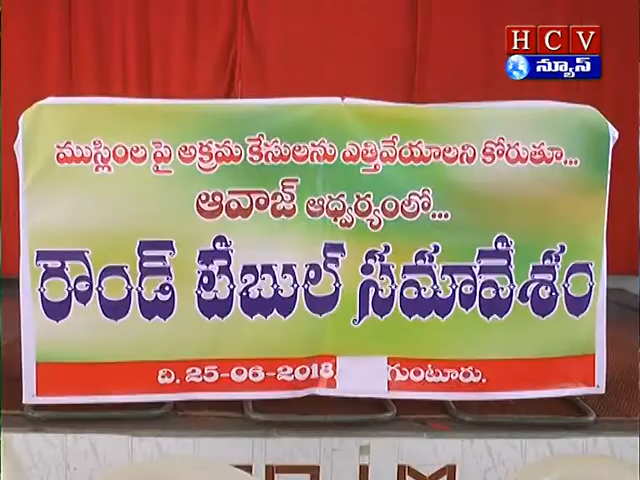 HCV
న్యూస్
ముస్లింల పై అక్రమ కేసులను ఎత్తివేయాలని కోరుతూ...
ఆవాజ్ ఆధ్వర్యంలో...
రౌండ్ టేబుల్ సమావేశం
ది. 25-06-2018 గుంటూరు.